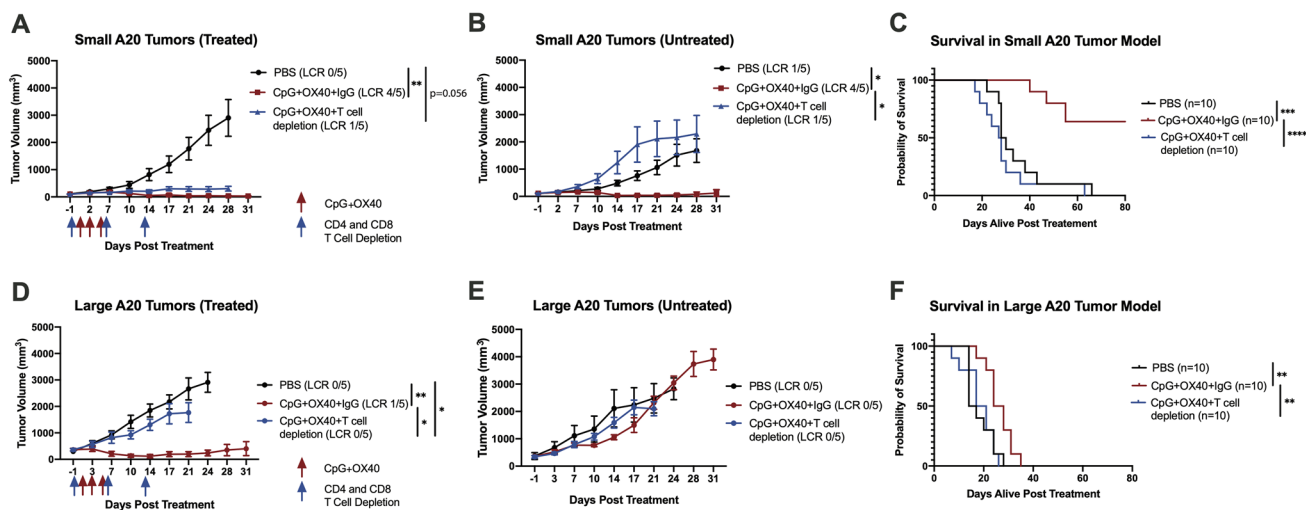 A
Small A20 Tumors (Treated)
Tumor Volume (mm³)
5000
4000
3000
2000
1000
0
-1 2 7 10 14 17 21 24 28 31
Days Post Treatment
PBS (LCR 0/5)
CpG+OX40+IgG (LCR 4/5)
CpG+OX40+T cell
depletion (LCR 1/5)
**
p=0.056
CpG+OX40
CD4 and CD8
T Cell Depletion
B
Small A20 Tumors (Untreated)
Tumor Volume (mm³)
5000
4000
3000
2000
1000
0
-1 2 7 10 14 17 21 24 28 31
Days Post Treatment
PBS (LCR 1/5)
CpG+OX40+IgG (LCR 4/5)
CpG+OX40+T cell
depletion (LCR 1/5)
*
*
C
Survival in Small A20 Tumor Model
Probability of Survival
100
50
0
0 20 40 60 80
Days Alive Post Treatement
PBS (n=10)
CpG+OX40+IgG (n=10)
CpG+OX40+T cell
depletion (n=10)
***
****
D
Large A20 Tumors (Treated)
Tumor Volume (mm³)
5000
4000
3000
2000
1000
0
-1 3 7 10 14 17 21 24 28 31
Days Post Treatment
PBS (LCR 0/5)
CpG+OX40+IgG (LCR 1/5)
CpG+OX40+T cell
depletion (LCR 0/5)
**
*
*
CpG+OX40
CD4 and CD8
T Cell Depletion
E
Large A20 Tumors (Untreated)
Tumor Volume (mm³)
5000
4000
3000
2000
1000
0
-1 3 7 10 14 17 21 24 28 31
Days Post Treatment
PBS (LCR 0/5)
CpG+OX40+IgG (LCR 0/5)
CpG+OX40+T cell
depletion (LCR 0/5)
F
Survival in Large A20 Tumor Model
Probability of Survival
100
50
0
0 20 40 60 80
Days Alive Post Treatement
PBS (n=10)
CpG+OX40+IgG (n=10)
CpG+OX40+T cell
depletion (n=10)
**
**